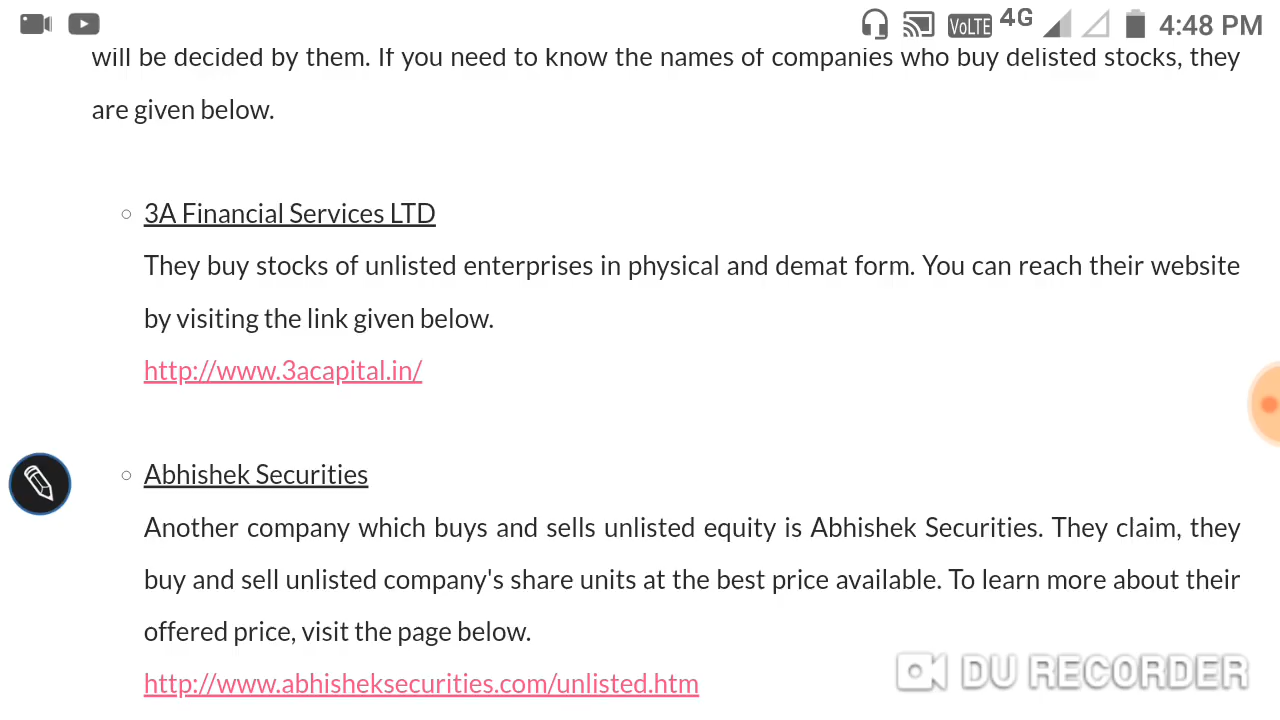 VoLTE 4G 4:48 PM
will be decided by them. If you need to know the names of companies who buy delisted stocks, they
are given below.
3A Financial Services LTD
They buy stocks of unlisted enterprises in physical and demat form. You can reach their website
by visiting the link given below.
http://www.3acapital.in/
Abhishek Securities
Another company which buys and sells unlisted equity is Abhishek Securities. They claim, they
buy and sell unlisted company's share units at the best price available. To learn more about their
offered price, visit the page below.
http://www.abhisheksecurities.com/unlisted.htm
DU RECORDER